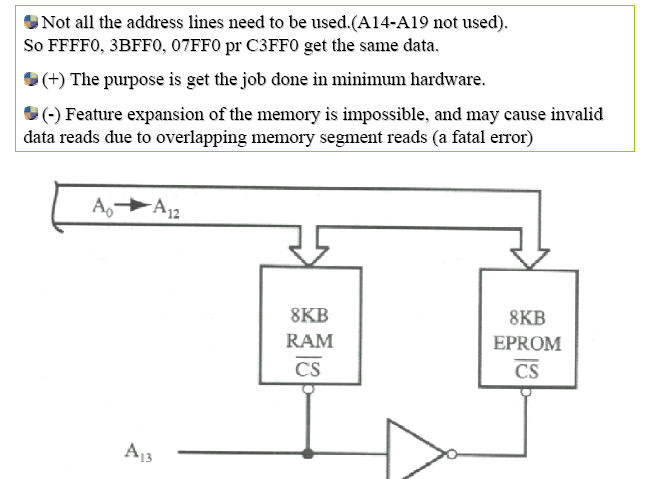 Not all the address lines need to be used.(A14-A19 not used).
So FFFF0, 3BFF0, 07FF0 pr C3FF0 get the same data.
(+) The purpose is get the job done in minimum hardware.
(-) Feature expansion of the memory is impossible, and may cause invalid
data reads due to overlapping memory segment reads (a fatal error)
A0 A12
8KB
RAM
CS
8KB
EPROM
CS
A13